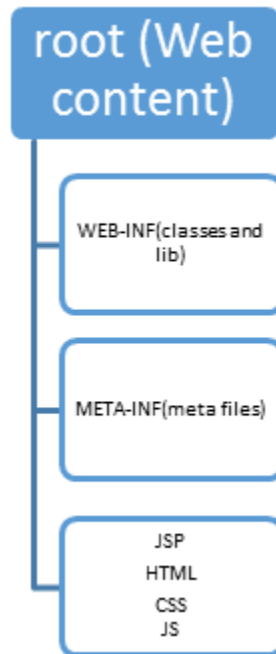 root (Web
content)
WEB-INF(classes and
lib)
META-INF(meta files)
JSP
HTML
CSS
JS